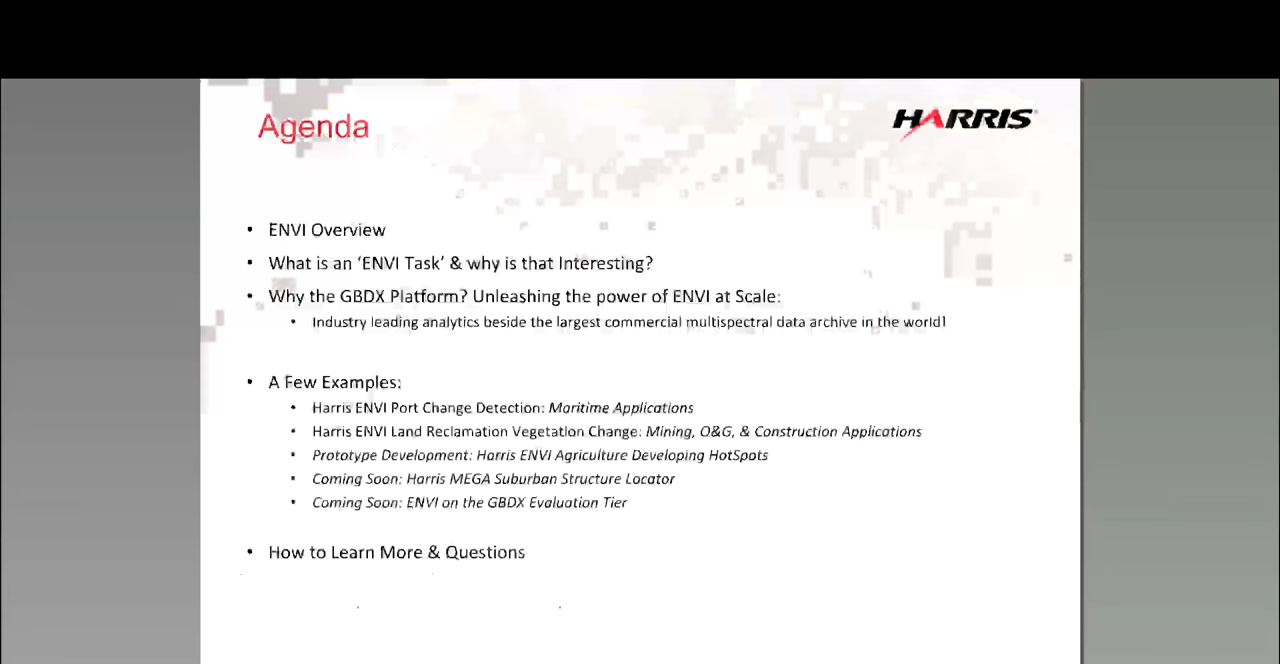 Agenda
HARRIS
• ENVI Overview
• What is an ‘ENVI Task’ & why is that Interesting?
• Why the GBDX Platform? Unleashing the power of ENVI at Scale:
• Industry leading analytics beside the largest commercial multispectral data archive in the world!
• A Few Examples:
• Harris ENVI Port Change Detection: Maritime Applications
• Harris ENVI Land Reclamation Vegetation Change: Mining, O&G, & Construction Applications
• Prototype Development: Harris ENVI Agriculture Developing HotSpots
• Coming Soon: Harris MEGA Suburban Structure Locator
• Coming Soon: ENVI on the GBDX Evaluation Tier
• How to Learn More & Questions